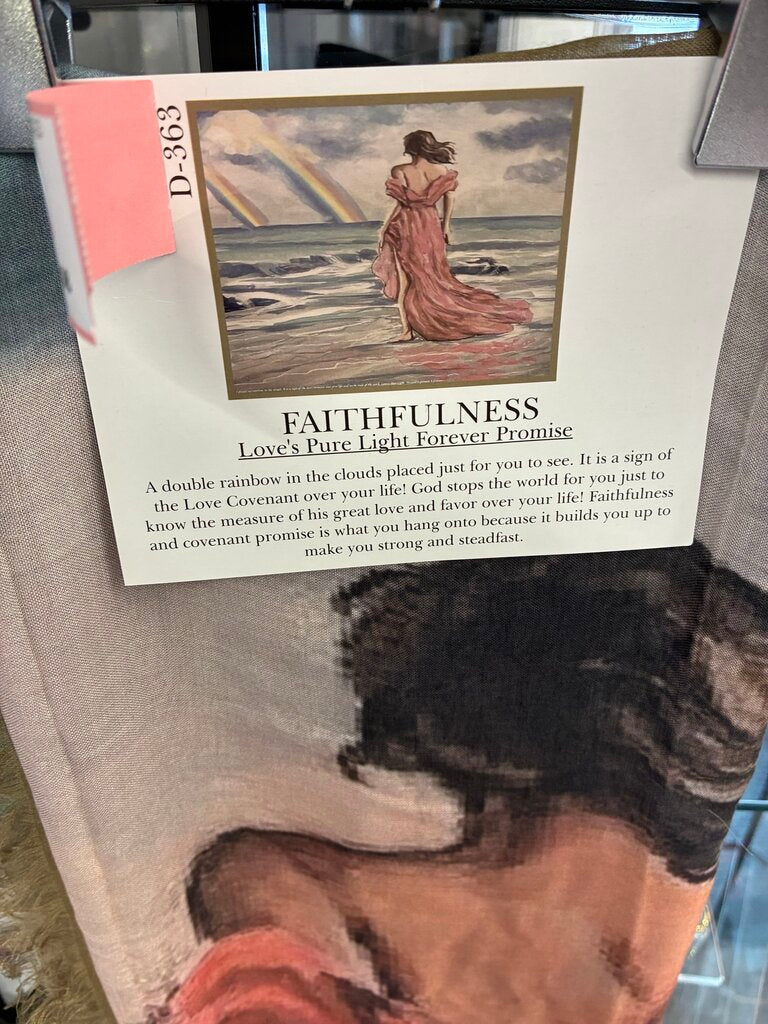 D-363
FAITHFULNESS
Love's Pure Light Forever Promise
A double rainbow in the clouds placed just for you to see. It is a sign of
the Love Covenant over your life! God stops the world for you just to
know the measure of his great love and favor over your life! Faithfulness
and covenant promise is what you hang onto because it builds you up to
make you strong and steadfast.